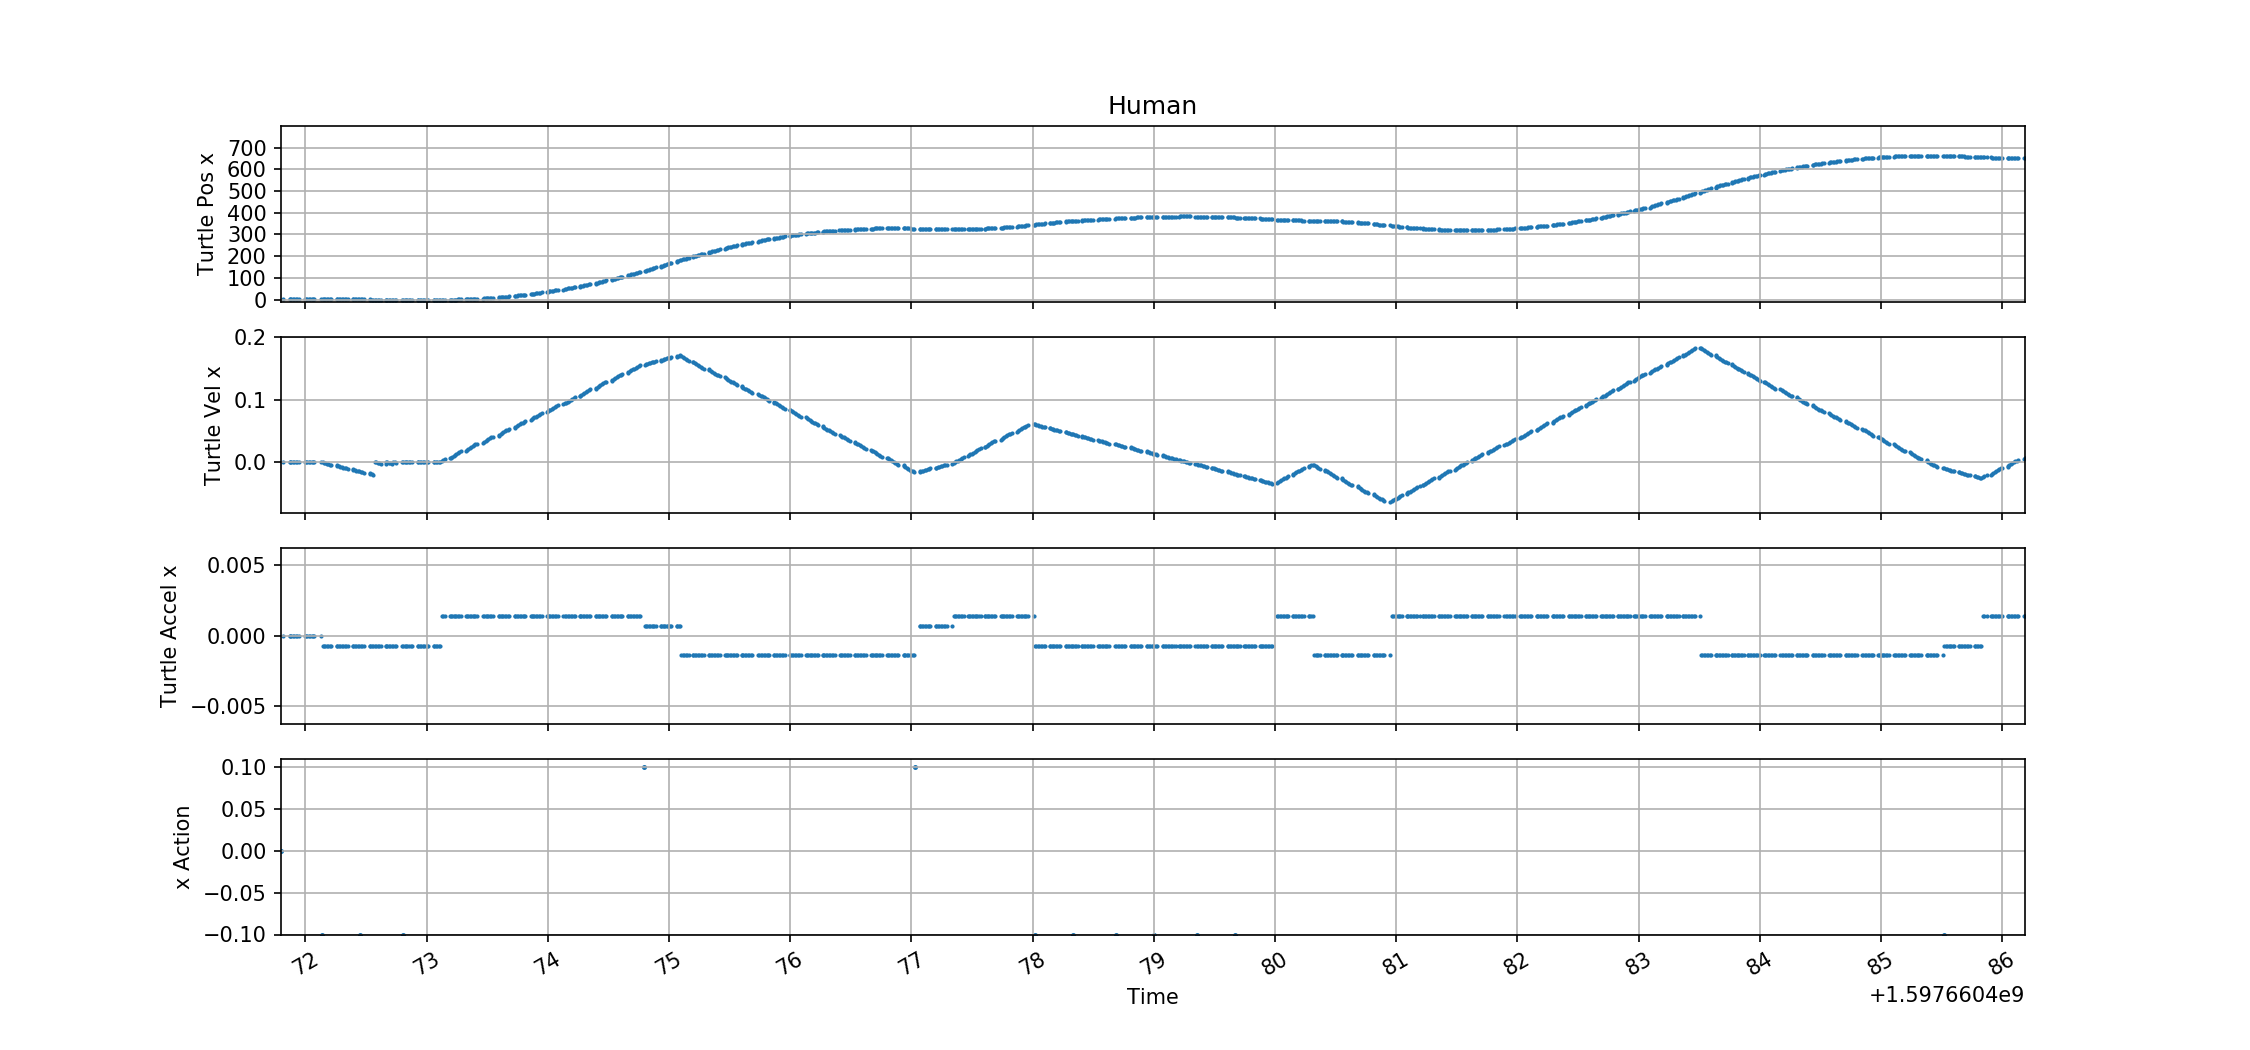 Human
Turtle Pos x
700
600
500
400
300
200
100
0
Turtle Vel x
0.2
0.1
0.0
Turtle Accel x
0.005
0.000
−0.005
x Action
0.10
0.05
0.00
−0.05
−0.10
72 73 74 75 76 77 78 79 80 81 82 83 84 85 86
Time
+1.5976604e9